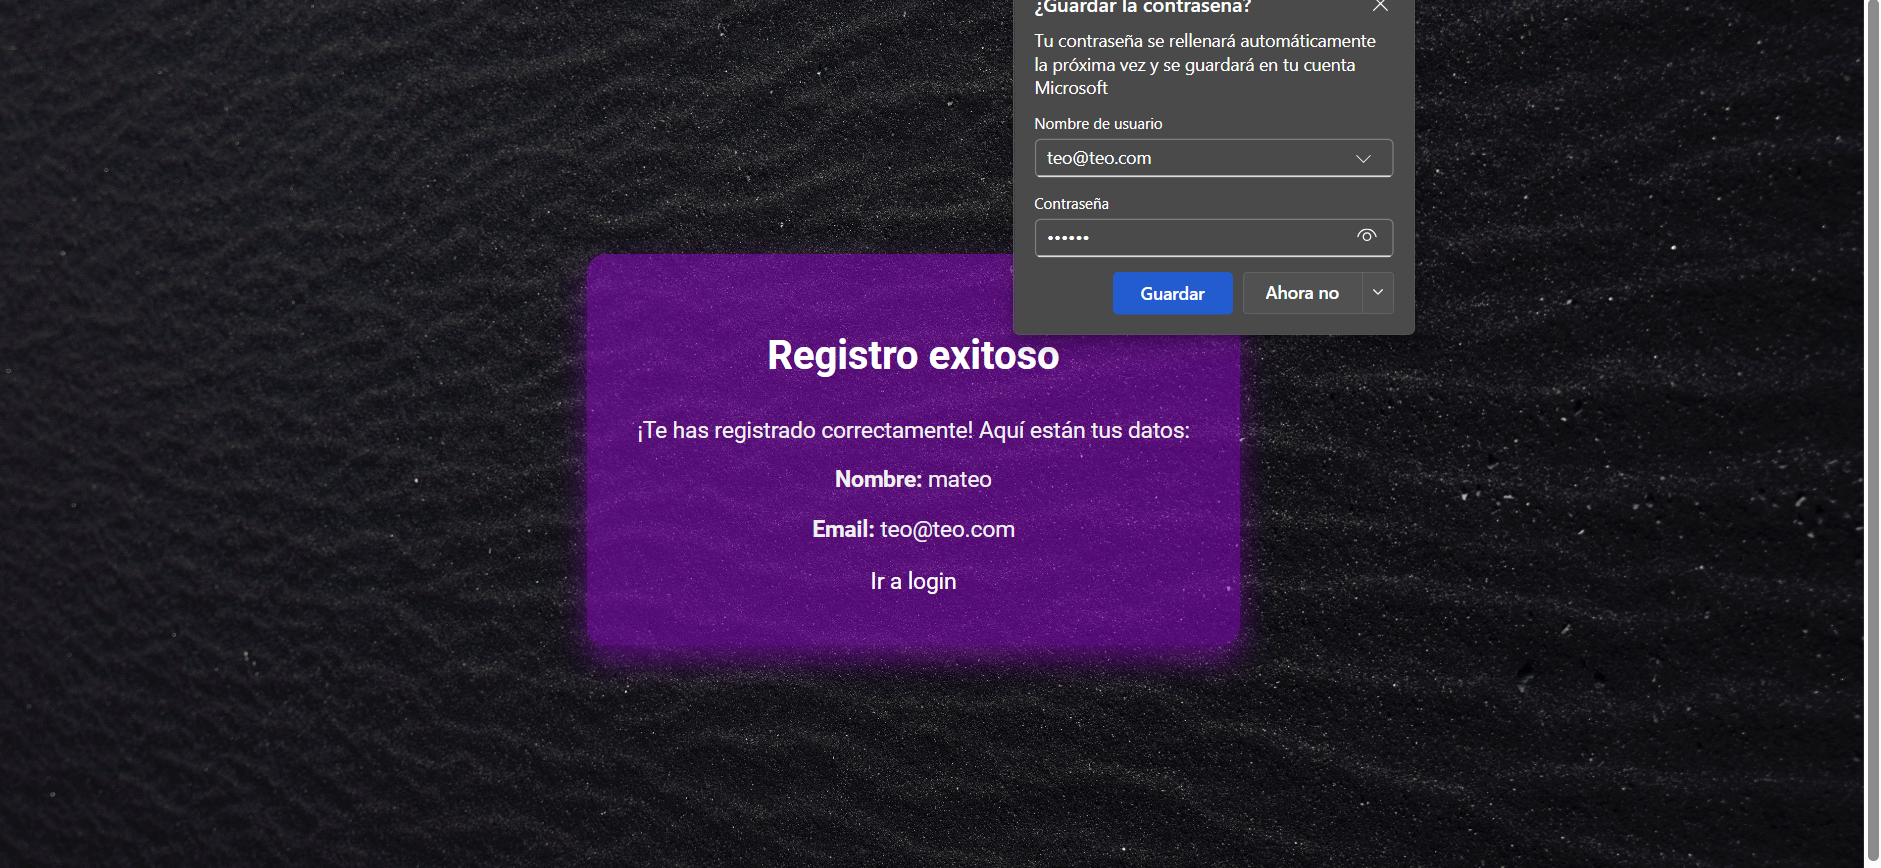 ¿Guardar la contraseña?
Tu contraseña se rellenará automáticamente
la próxima vez y se guardará en tu cuenta
Microsoft
Nombre de usuario
teo@teo.com
Contraseña
••••••
Guardar
Ahora no
Registro exitoso
¡Te has registrado correctamente! Aquí están tus datos:
Nombre: mateo
Email: teo@teo.com
Ir a login